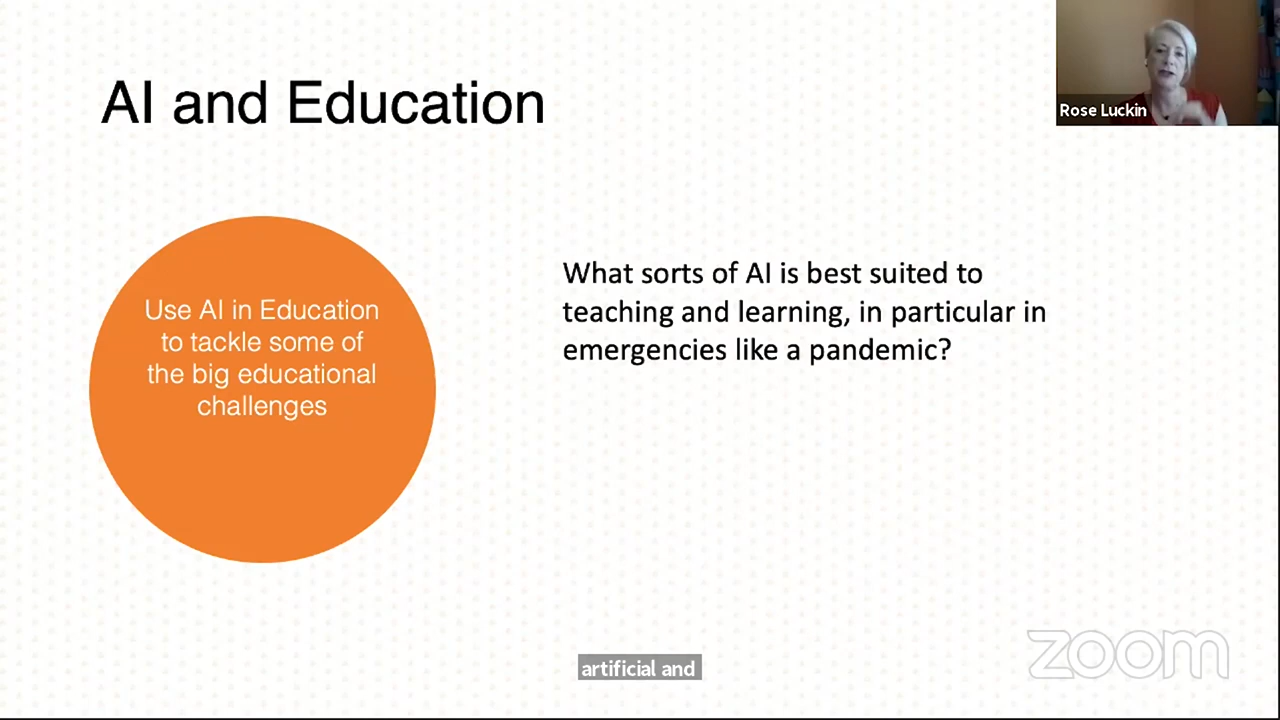 AI and Education
Rose Luckin
Use AI in Education
to tackle some of
the big educational
challenges
What sorts of AI is best suited to
teaching and learning, in particular in
emergencies like a pandemic?
zoom
artificial and